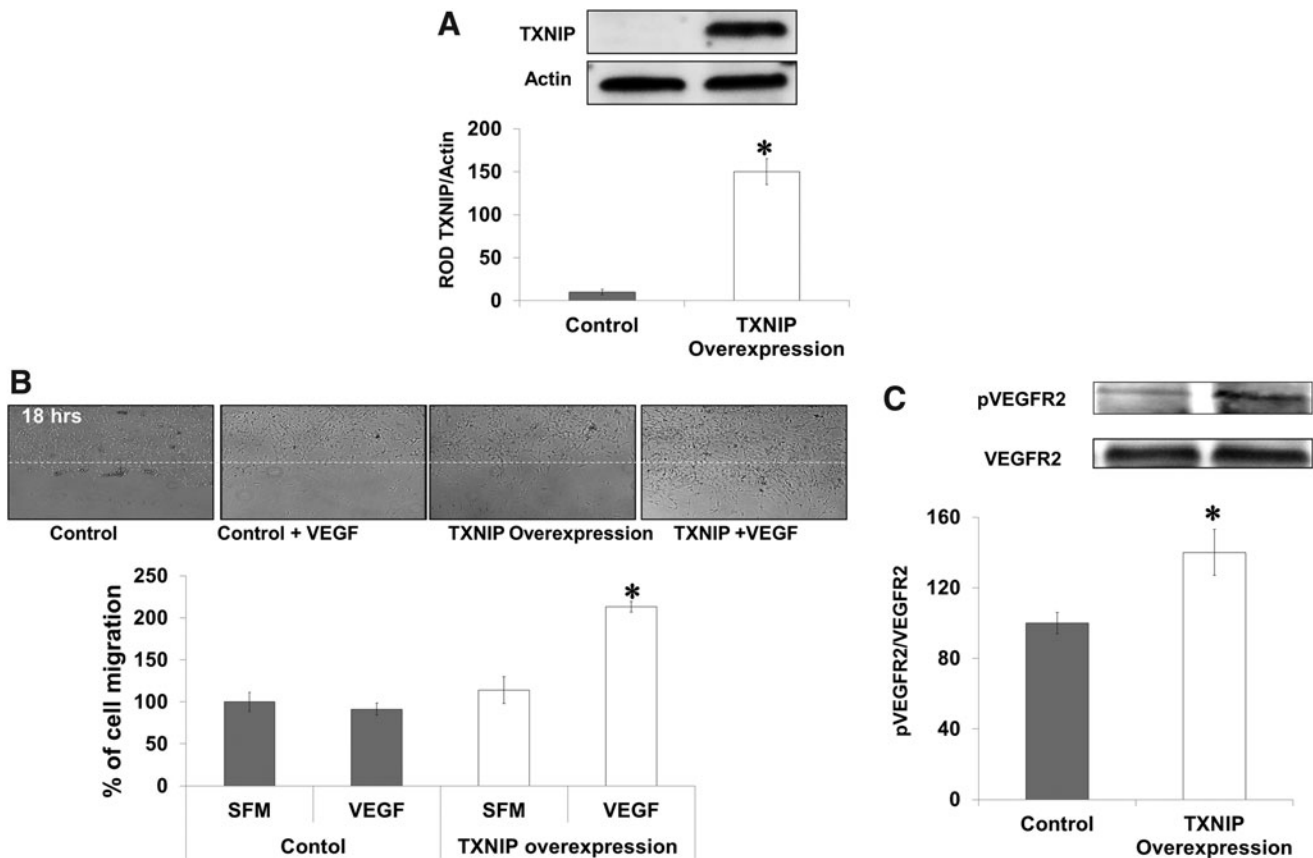 A
TXNIP
Actin
200
150
100
50
0
ROD TXNIP/Actin
*
Control
TXNIP
Overexpression
B
18 hrs
Control
Control + VEGF
TXNIP Overexpression
TXNIP +VEGF
250
200
150
100
50
0
% of cell migration
*
SFM
VEGF
SFM
VEGF
Contol
TXNIP overexpression
C
pVEGFR2
VEGFR2
160
120
80
40
0
pVEGFR2/VEGFR2
*
Control
TXNIP
Overexpression